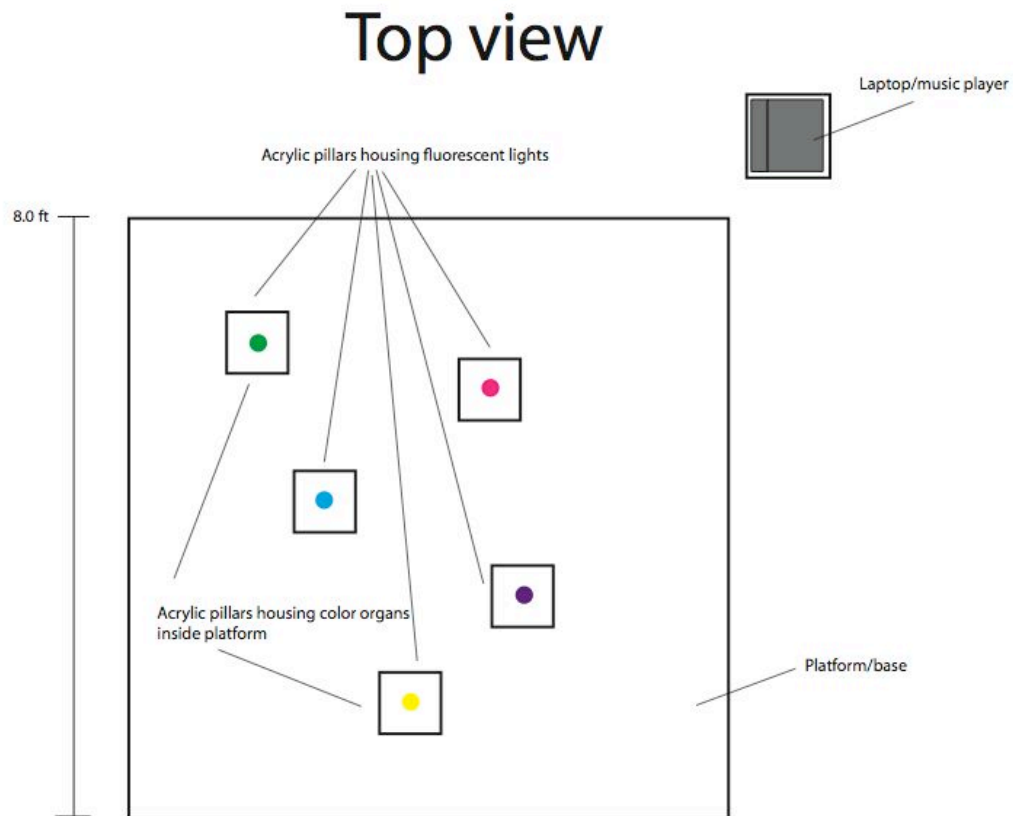 Top view
Laptop/music player
Acrylic pillars housing fluorescent lights
8.0 ft
Acrylic pillars housing color organs
inside platform
Platform/base